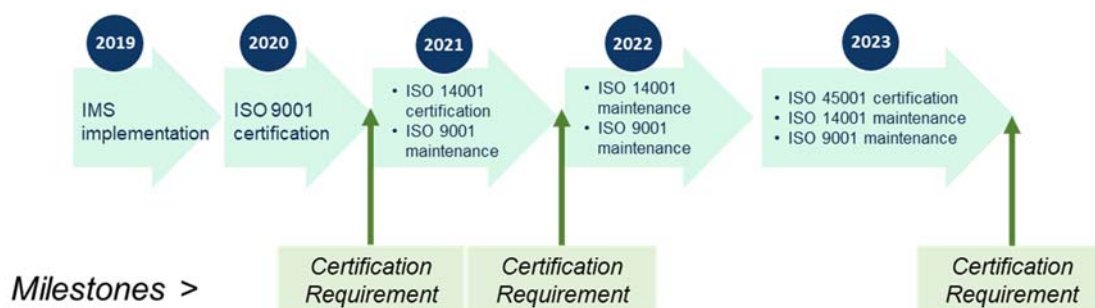 2019
2020
2021
2022
2023
IMS
implementation
ISO 9001
certification
• ISO 14001
certification
• ISO 9001
maintenance
• ISO 14001
maintenance
• ISO 9001
maintenance
• ISO 45001 certification
• ISO 14001 maintenance
• ISO 9001 maintenance
Milestones >
Certification
Requirement
Certification
Requirement
Certification
Requirement